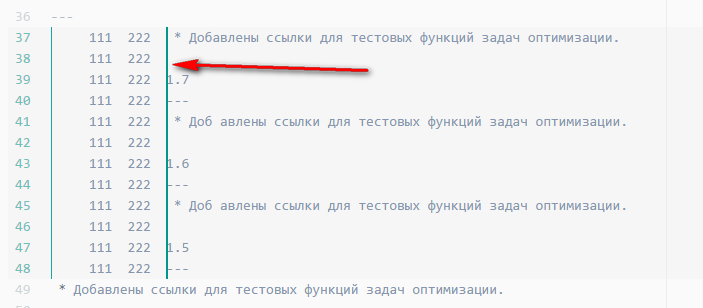 36 ---
37 111 222 * Добавлены ссылки для тестовых функций задач оптимизации.
38 111 222
39 111 222 1.7
40 111 222 ---
41 111 222 * Доб авлены ссылки для тестовых функций задач оптимизации.
42 111 222
43 111 222 1.6
44 111 222 ---
45 111 222 * Доб авлены ссылки для тестовых функций задач оптимизации.
46 111 222
47 111 222 1.5
48 111 222 ---
49 * Добавлены ссылки для тестовых функций задач оптимизации.